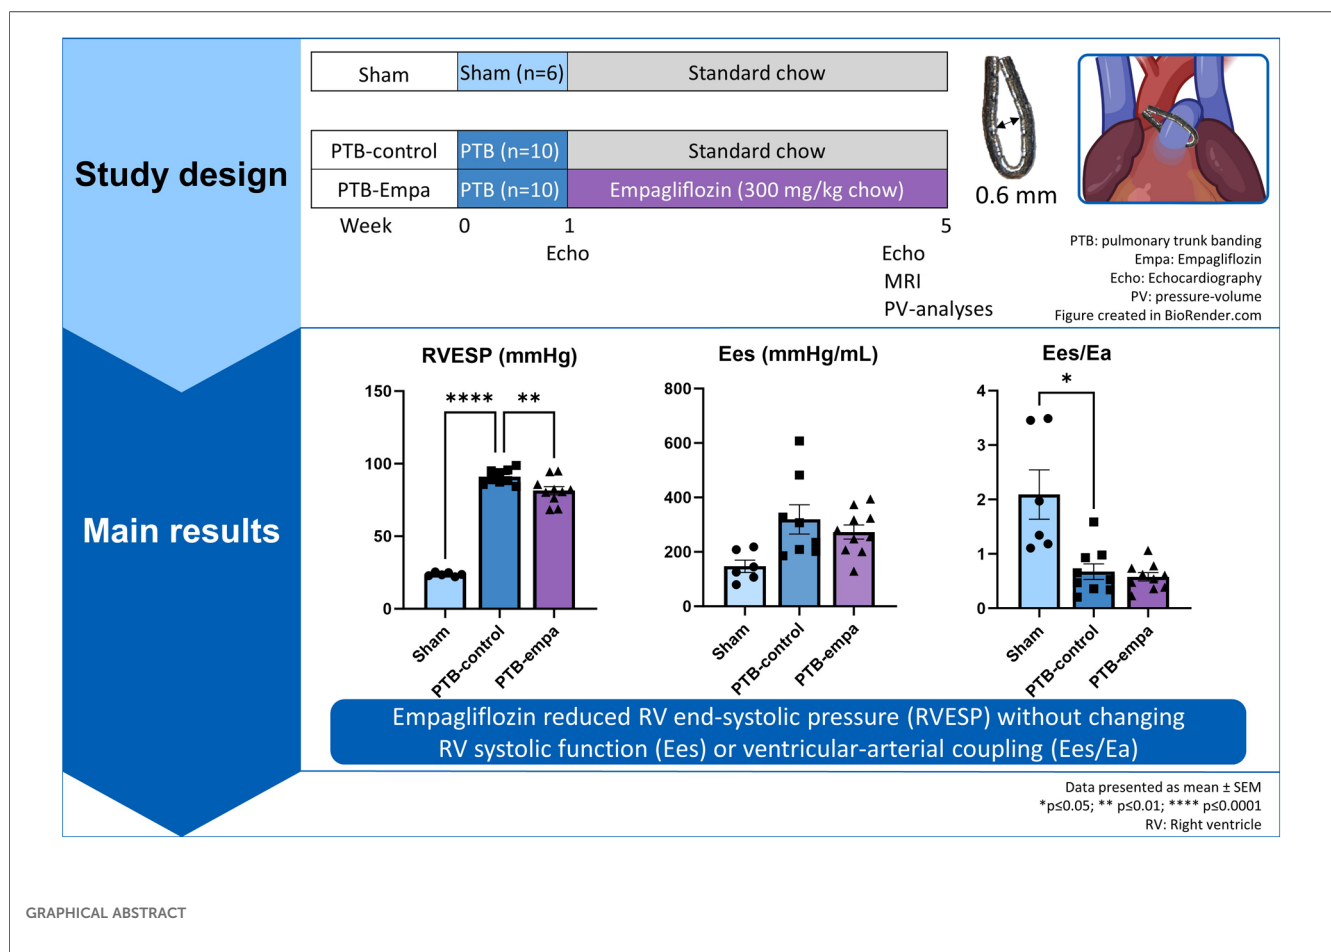 Study design
Sham
Sham (n=6)
Standard chow
PTB-control
PTB (n=10)
Standard chow
PTB-Empa
PTB (n=10)
Empagliflozin (300 mg/kg chow)
Week
0
1
5
Echo
Echo
MRI
PV-analyses
0.6 mm
PTB: pulmonary trunk banding
Empa: Empagliflozin
Echo: Echocardiography
PV: pressure-volume
Figure created in BioRender.com
Main results
RVESP (mmHg)
150
100
50
0
****
**
Sham
PTB-control
PTB-empa
Ees (mmHg/mL)
800
600
400
200
0
Sham
PTB-control
PTB-empa
Ees/Ea
4
3
2
1
0
*
Sham
PTB-control
PTB-empa
Empagliflozin reduced RV end-systolic pressure (RVESP) without changing
RV systolic function (Ees) or ventricular-arterial coupling (Ees/Ea)
Data presented as mean ± SEM
*p≤0.05; ** p≤0.01; **** p≤0.0001
RV: Right ventricle
GRAPHICAL ABSTRACT